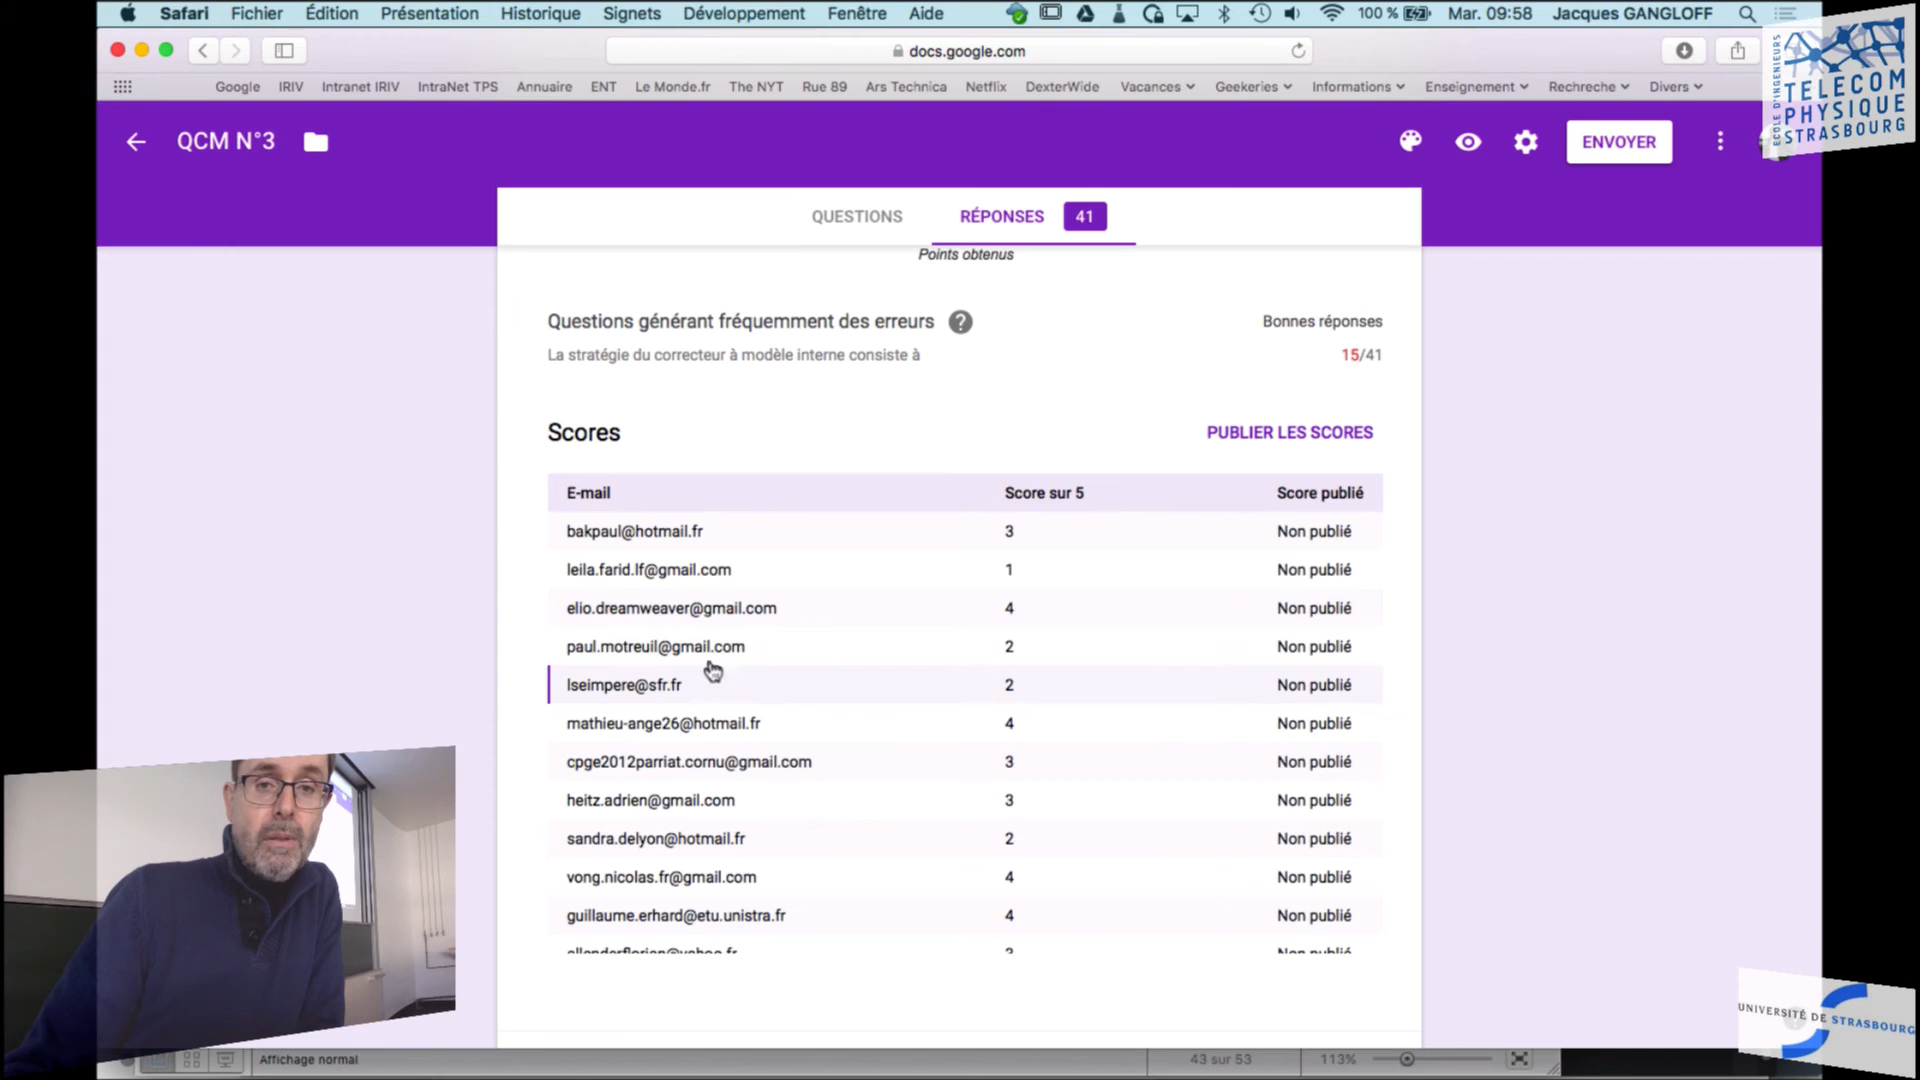 Safari Fichier Édition Présentation Historique Signets Développement Fenêtre Aide 100 % Mar. 09:58 Jacques GANGLOFF
docs.google.com
Google IRIV Intranet IRIV IntraNet TPS Annuaire ENT Le Monde.fr The NYT Rue 89 Ars Technica Netflix DexterWide Vacances Geekeries Informations Enseignement Rechreche Divers
ECOLE D'INGENIEURS
TELECOM
PHYSIQUE
STRASBOURG
QCM N°3 ENVOYER
QUESTIONS RÉPONSES 41
Points obtenus
Questions générant fréquemment des erreurs ? Bonnes réponses
La stratégie du correcteur à modèle interne consiste à 15/41
Scores PUBLIER LES SCORES
E-mail Score sur 5 Score publié
bakpaul@hotmail.fr 3 Non publié
leila.farid.lf@gmail.com 1 Non publié
elio.dreamweaver@gmail.com 4 Non publié
paul.motreuil@gmail.com 2 Non publié
lseimpere@sfr.fr 2 Non publié
mathieu-ange26@hotmail.fr 4 Non publié
cpge2012parriat.cornu@gmail.com 3 Non publié
heitz.adrien@gmail.com 3 Non publié
sandra.delyon@hotmail.fr 2 Non publié
vong.nicolas.fr@gmail.com 4 Non publié
guillaume.erhard@etu.unistra.fr 4 Non publié
Non publié
UNIVERSITÉ DE STRASBOURG
Affichage normal 43 sur 53 113%